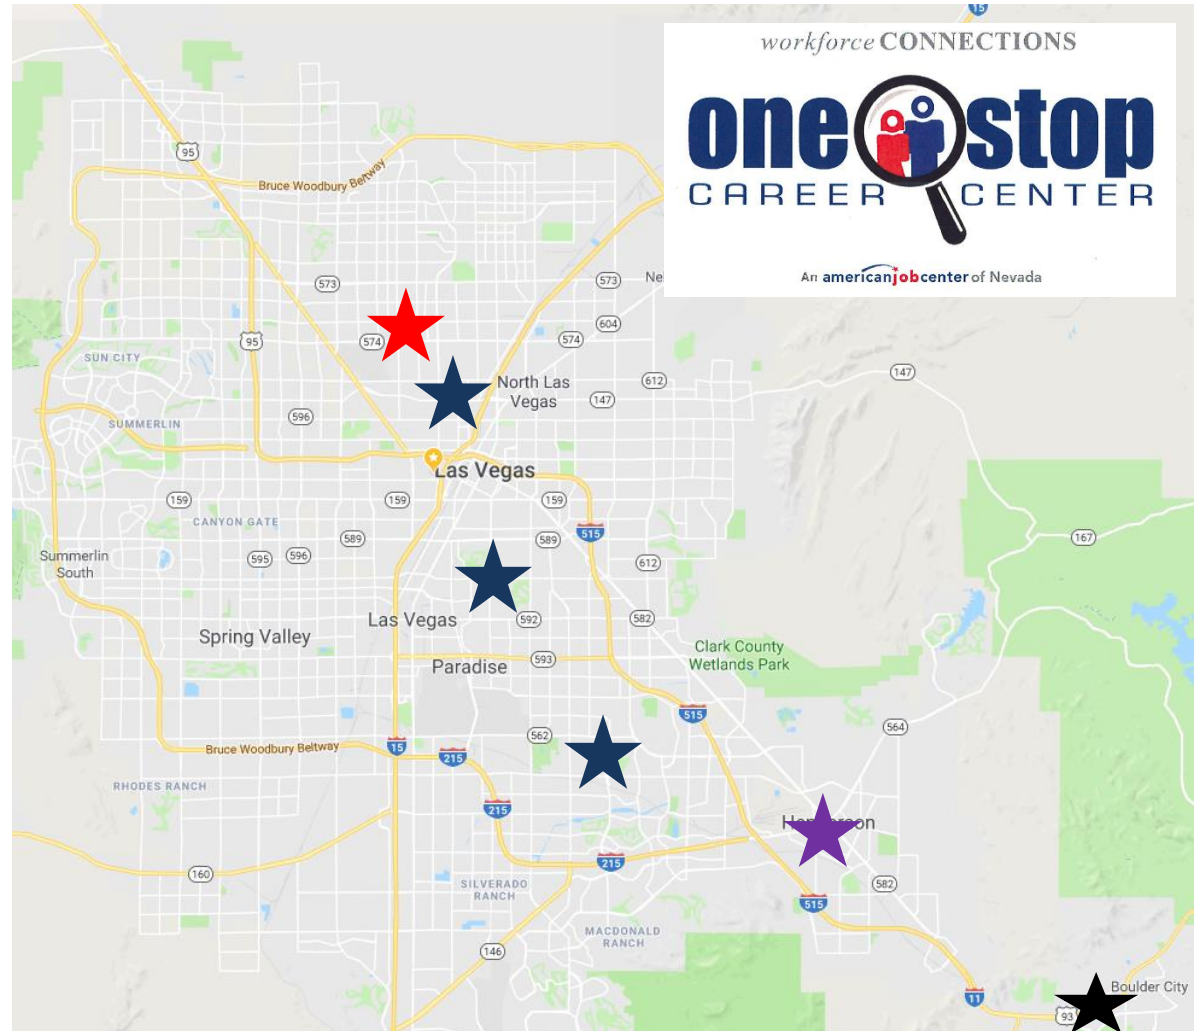 15
workforce CONNECTIONS
one stop
CAREER CENTER
An americanjobcenter of Nevada
95
Bruce Woodbury Beltway
573
573
Ne
604
574
574
95
SUN CITY
147
612
North Las
Vegas
147
596
SUMMERLIN
Las Vegas
159
159
159
CANYON GATE
515
589
589
167
Summerlin
South
595
596
612
Las Vegas
592
582
Spring Valley
Clark County
Wetlands Park
593
Paradise
515
564
562
15
Bruce Woodbury Beltway
215
RHODES RANCH
215
215
160
582
SILVERADO
RANCH
515
MACDONALD
RANCH
146
Boulder City
11
93